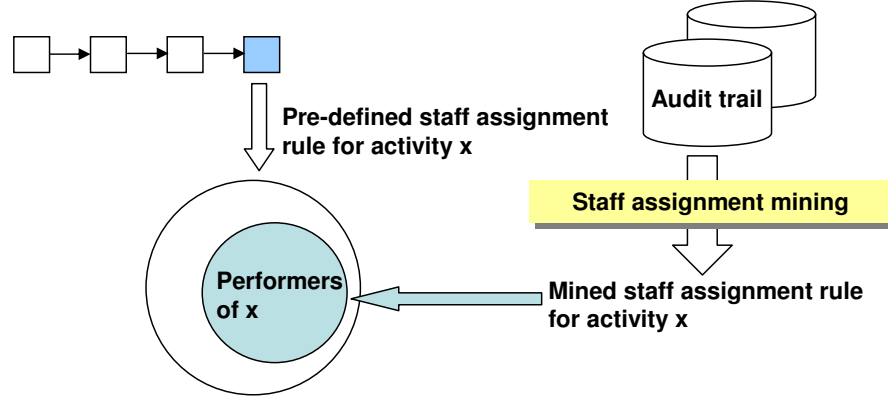 Audit trail
Pre-defined staff assignment
rule for activity x
Staff assignment mining
Performers
of x
Mined staff assignment rule
for activity x